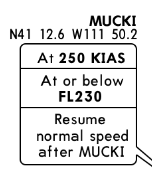 MUCKI
N41 12.6 W111 50.2
At 250 KIAS
At or below
FL230
Resume
normal speed
after MUCKI